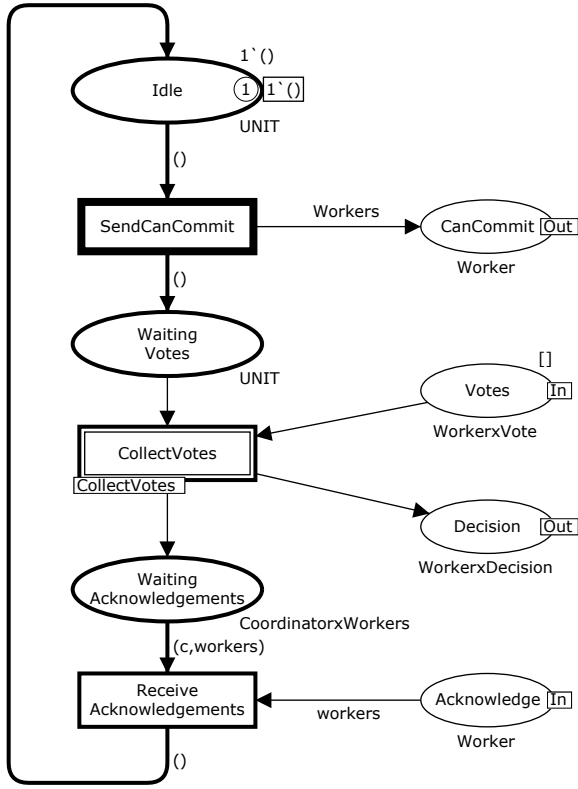 1`()
Idle
1
1`()
UNIT
()
SendCanCommit
Workers
CanCommit
Out
Worker
()
Waiting
Votes
UNIT
[]
Votes
In
WorkerxVote
CollectVotes
CollectVotes
Decision
Out
WorkerxDecision
Waiting
Acknowledgements
CoordinatorxWorkers
(c,workers)
Receive
Acknowledgements
workers
Acknowledge
In
Worker
()